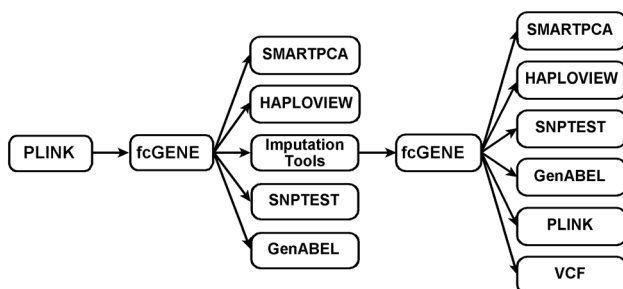 PLINK
fcGENE
SMARTPCA
HAPLOVIEW
Imputation
Tools
SNPTEST
GenABEL
fcGENE
SMARTPCA
HAPLOVIEW
SNPTEST
GenABEL
PLINK
VCF